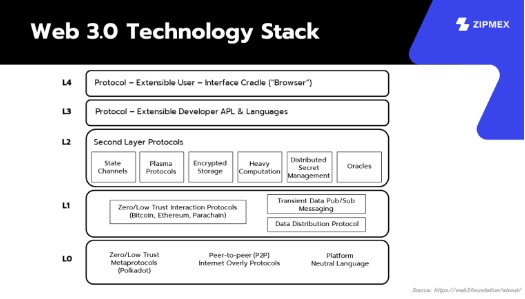 Web 3.0 Technology Stack
ZIPMEX
L4
Protocol – Extensible User – Interface Cradle ("Browser")
L3
Protocol – Extensible Developer APL & Languages
L2
Second Layer Protocols
State
Channels
Plasma
Protocols
Encrypted
Storage
Heavy
Computation
Distributed
Secret
Management
Oracles
L1
Zero/Low Trust Interaction Protocols
(Bitcoin, Ethereum, Parachain)
Transient Data Pub/Sub
Messaging
Data Distribution Protocol
L0
Zero/Low Trust
Metaprotocols
(Polkadot)
Peer-to-peer (P2P)
Internet Overly Protocols
Platform
Neutral Language
Source: https://web3.foundation/about/